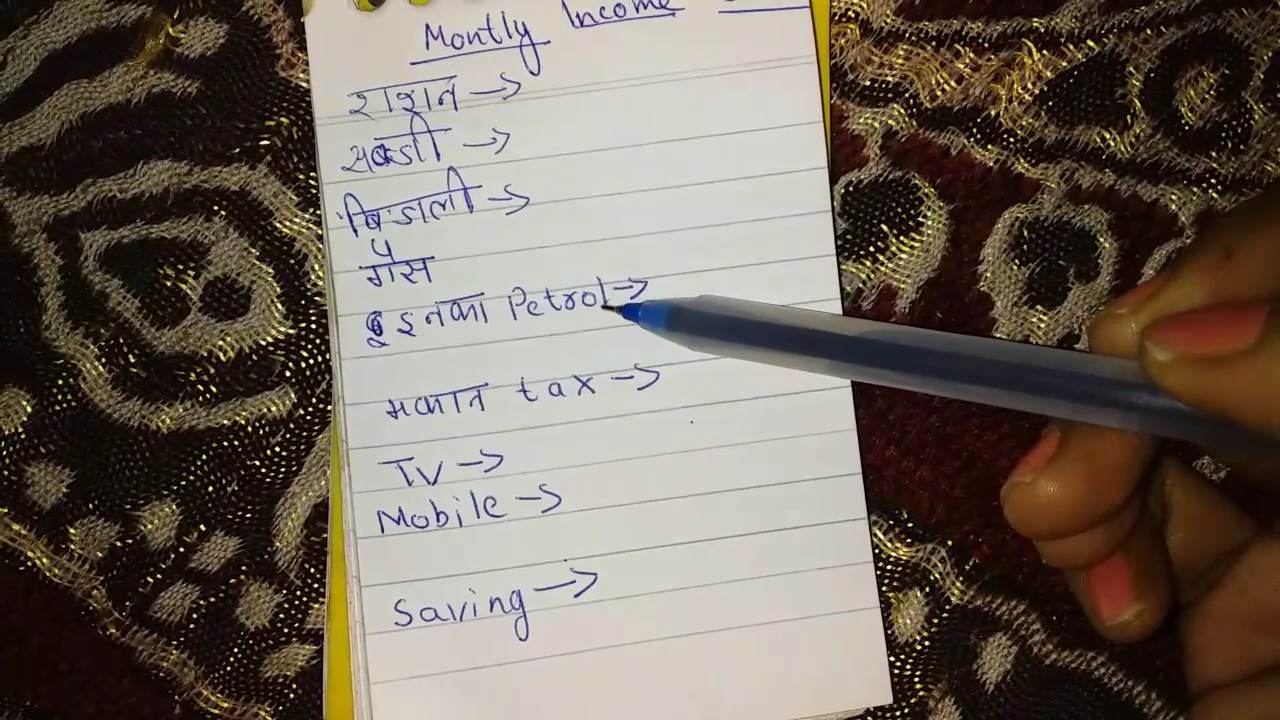 Montly Income
राशन →
सब्जी →
बिजली →
गैस
इनका Petrol →
मकान tax →
TV →
Mobile →
Saving →